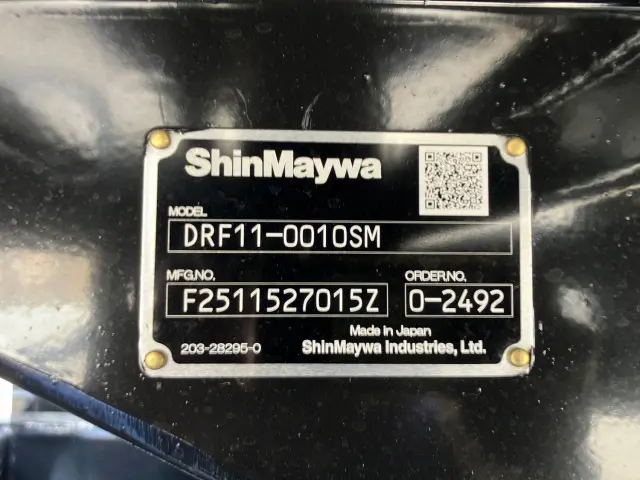 ShinMaywa
MODEL
DRF11-0010SM
MFG.NO.
F2511527015Z
ORDER.NO.
0-2492
Made in Japan
203-28295-0
ShinMaywa Industries, Ltd.